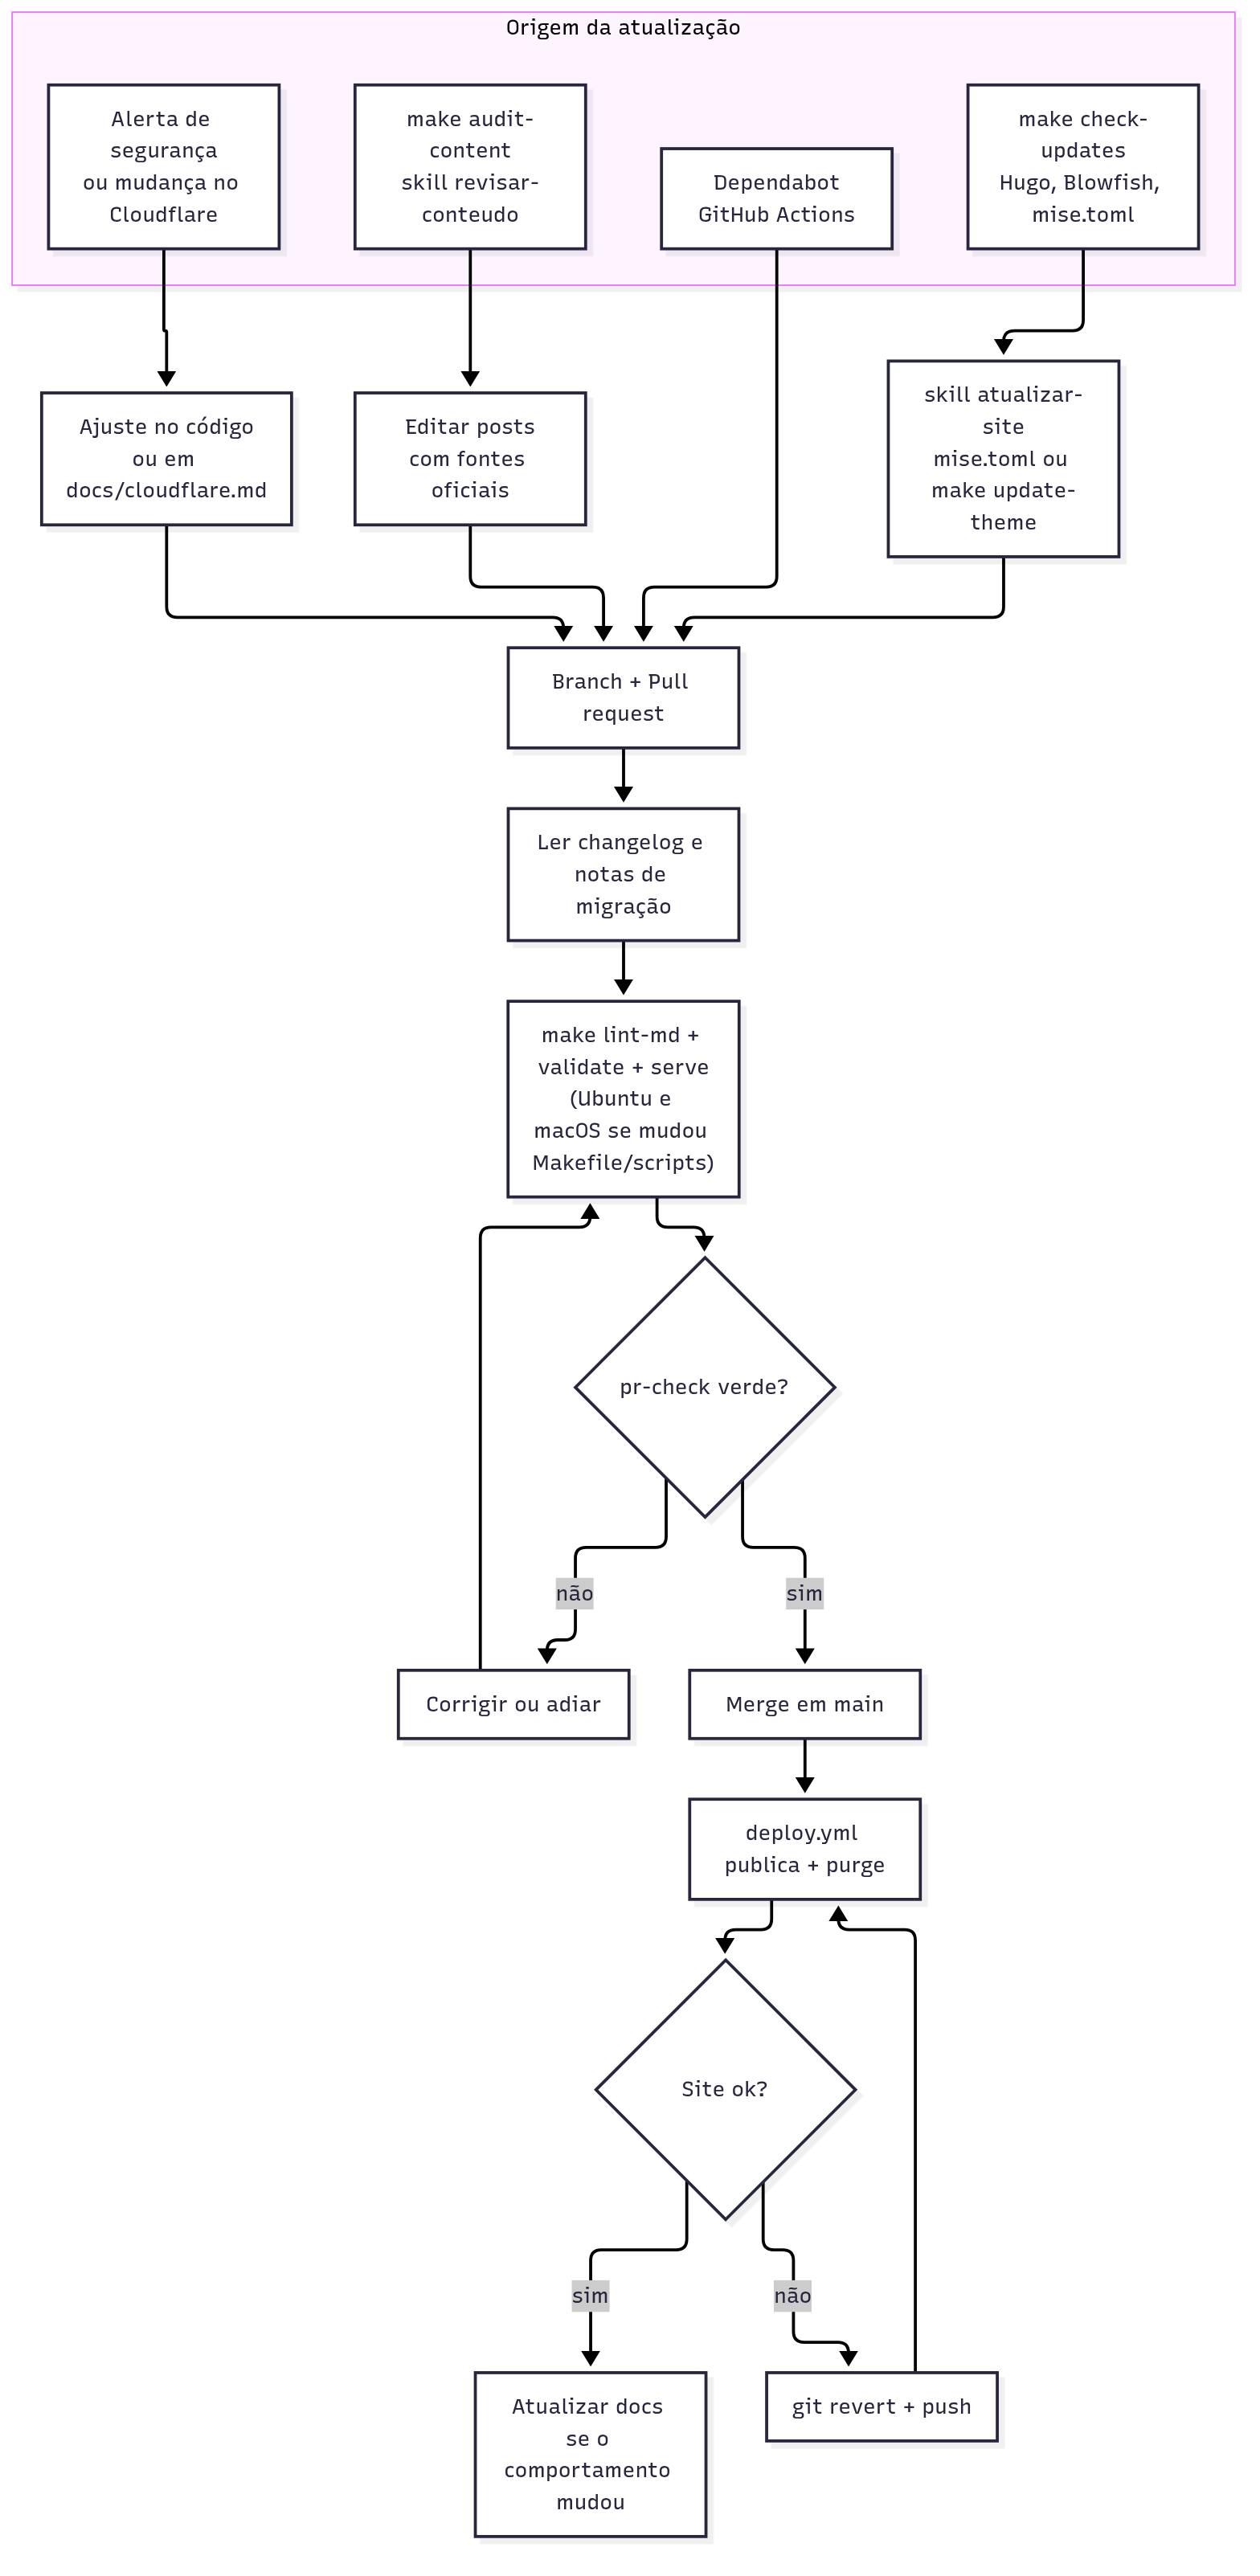 Origem da atualização
Alerta de
segurança
ou mudança no
Cloudflare
make audit-
content
skill revisar-
conteudo
Dependabot
GitHub Actions
make check-
updates
Hugo, Blowfish,
mise.toml
Ajuste no código
ou em
docs/cloudflare.md
Editar posts
com fontes
oficiais
skill atualizar-
site
mise.toml ou
make update-
theme
Branch + Pull
request
Ler changelog e
notas de
migração
make lint-md +
validate + serve
(Ubuntu e
macOS se mudou
Makefile/scripts)
pr-check verde?
não
sim
Corrigir ou adiar
Merge em main
deploy.yml
publica + purge
Site ok?
sim
não
Atualizar docs
se o
comportamento
mudou
git revert + push